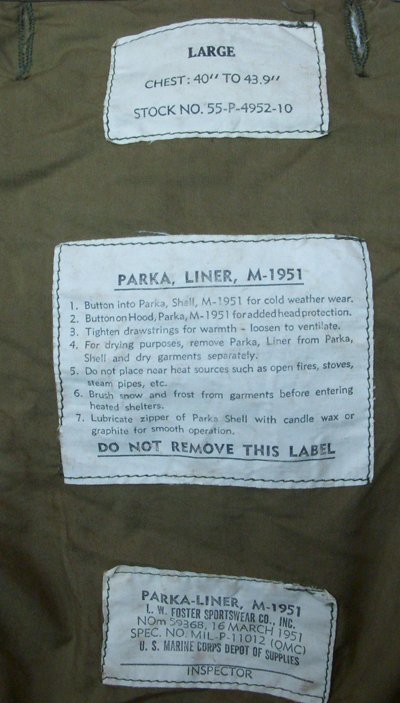 LARGE
CHEST: 40" TO 43.9"
STOCK NO. 55-P-4952-10
PARKA, LINER, M-1951
1. Button into Parka, Shell, M-1951 for cold weather wear.
2. Button on Hood, Parka, M-1951 for added head protection.
3. Tighten drawstrings for warmth - loosen to ventilate.
4. For drying purposes, remove Parka, Liner from Parka,
Shell and dry garments separately.
5. Do not place near heat sources such as open fires, stoves,
steam pipes, etc.
6. Brush snow and frost from garments before entering
heated shelters.
7. Lubricate zipper of Parka Shell with candle wax or
graphite for smooth operation.
DO NOT REMOVE THIS LABEL
PARKA-LINER, M-1951
L. W. FOSTER SPORTSWEAR CO., INC.
NOm 59368, 16 MARCH 1951
SPEC. NO. MIL-P-11012 (QMC)
U. S. MARINE CORPS DEPOT OF SUPPLIES
INSPECTOR